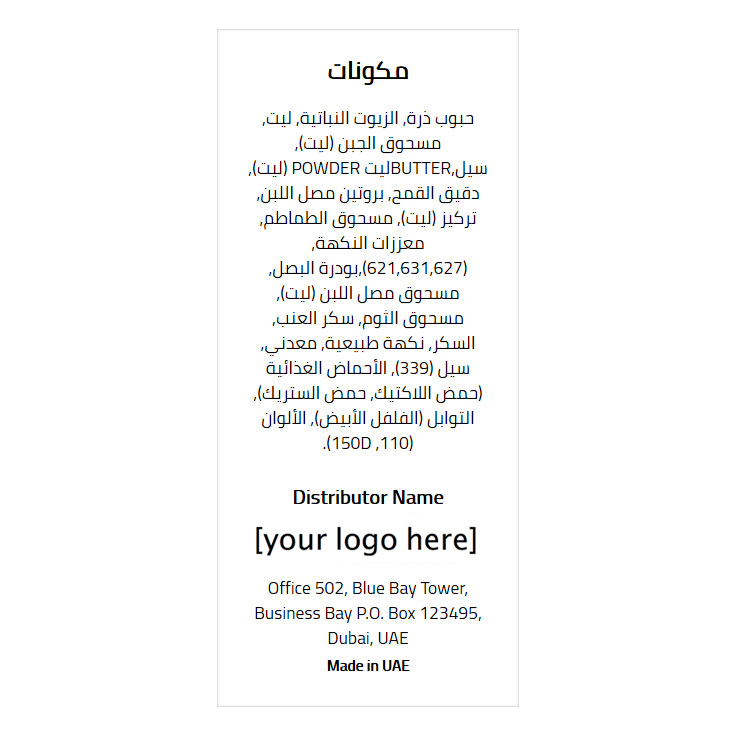 مكونات
حبوب ذرة, الزيوت النباتية, ليت,
مسحوق الجبن (ليت),
سيل,BUTTERليت POWDER (ليت),
دقيق القمح, بروتين مصل اللبن,
تركيز (ليت), مسحوق الطماطم,
معززات النكهة,
(621,631,627),بودرة البصل,
مسحوق مصل اللبن (ليت),
مسحوق الثوم, سكر العنب,
السكر, نكهة طبيعية, معدني,
سيل (339), الأحماض الغذائية
(حمض اللاكتيك, حمض الستريك),
التوابل (الفلفل الأبيض), الألوان
(110, 150D).
Distributor Name
[your logo here]
Office 502, Blue Bay Tower,
Business Bay P.O. Box 123495,
Dubai, UAE
Made in UAE